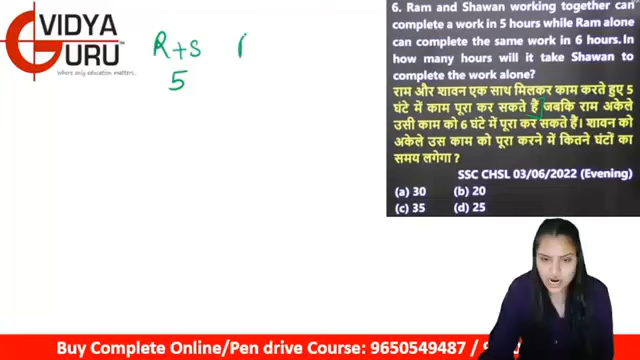 VIDYA
GURU
Where only education matters...
R+S
5
6. Ram and Shawan working together can
complete a work in 5 hours while Ram alone
can complete the same work in 6 hours. In
how many hours will it take Shawan to
complete the work alone?
राम और शावन एक साथ मिलकर काम करते हुए 5
घंटे में काम पूरा कर सकते हैं जबकि राम अकेले
उसी काम को 6 घंटे में पूरा कर सकते हैं। शावन को
अकेले उस काम को पूरा करने में कितने घंटों का
समय लगेगा ?
SSC CHSL 03/06/2022 (Evening)
(a) 30 (b) 20
(c) 35 (d) 25
Buy Complete Online/Pen drive Course: 9650549487 /